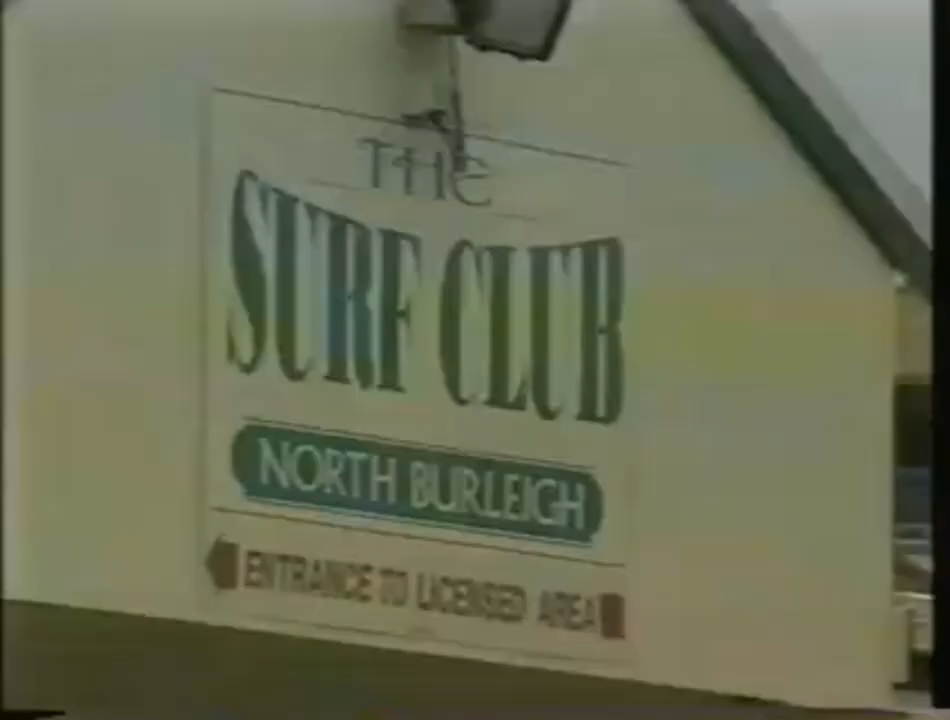 THE
SURF CLUB
NORTH BURLEIGH
ENTRANCE TO LICENSED AREA